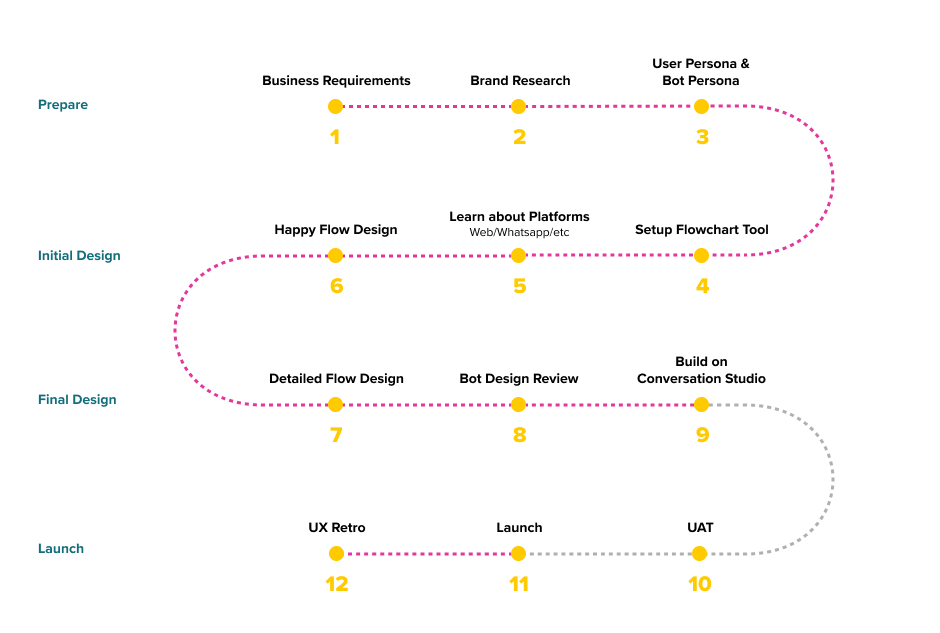 Prepare
Business Requirements
1
Brand Research
2
User Persona &
Bot Persona
3
Initial Design
Setup Flowchart Tool
4
Learn about Platforms
Web/Whatsapp/etc
5
Happy Flow Design
6
Final Design
Detailed Flow Design
7
Bot Design Review
8
Build on
Conversation Studio
9
Launch
UAT
10
Launch
11
UX Retro
12